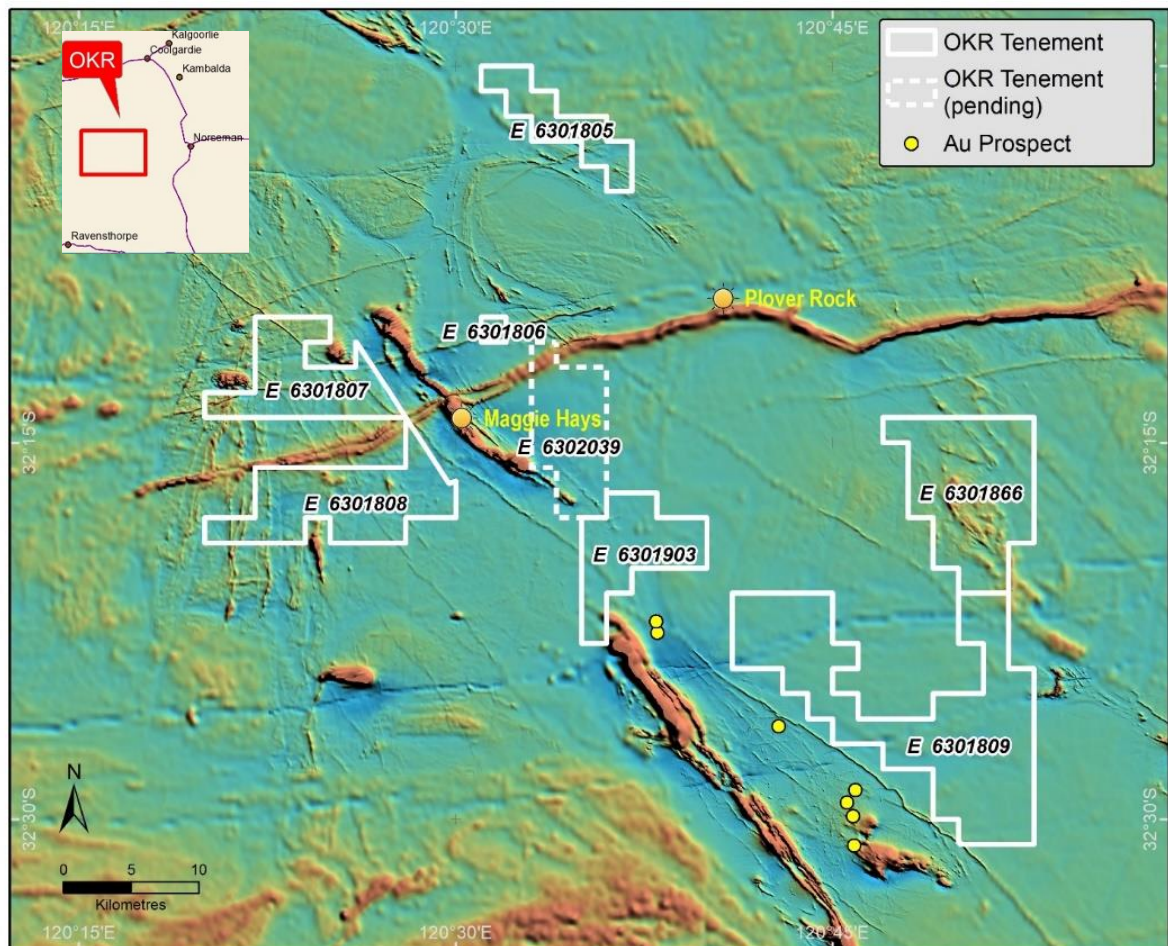 120°15'E
120°30'E
120°45'E
OKR
Kalgoorlie
Coolgardie
Kambalda
Norseman
Ravensthorpe
OKR Tenement
OKR Tenement
(pending)
Au Prospect
E 6301805
Plover Rock
E 6301806
E 6301807
Maggie Hays
32°15'S
32°15'S
E 6302039
E 6301808
E 6301866
E 6301903
E 6301809
N
32°30'S
32°30'S
0 5 10
Kilometres
120°15'E
120°30'E
120°45'E